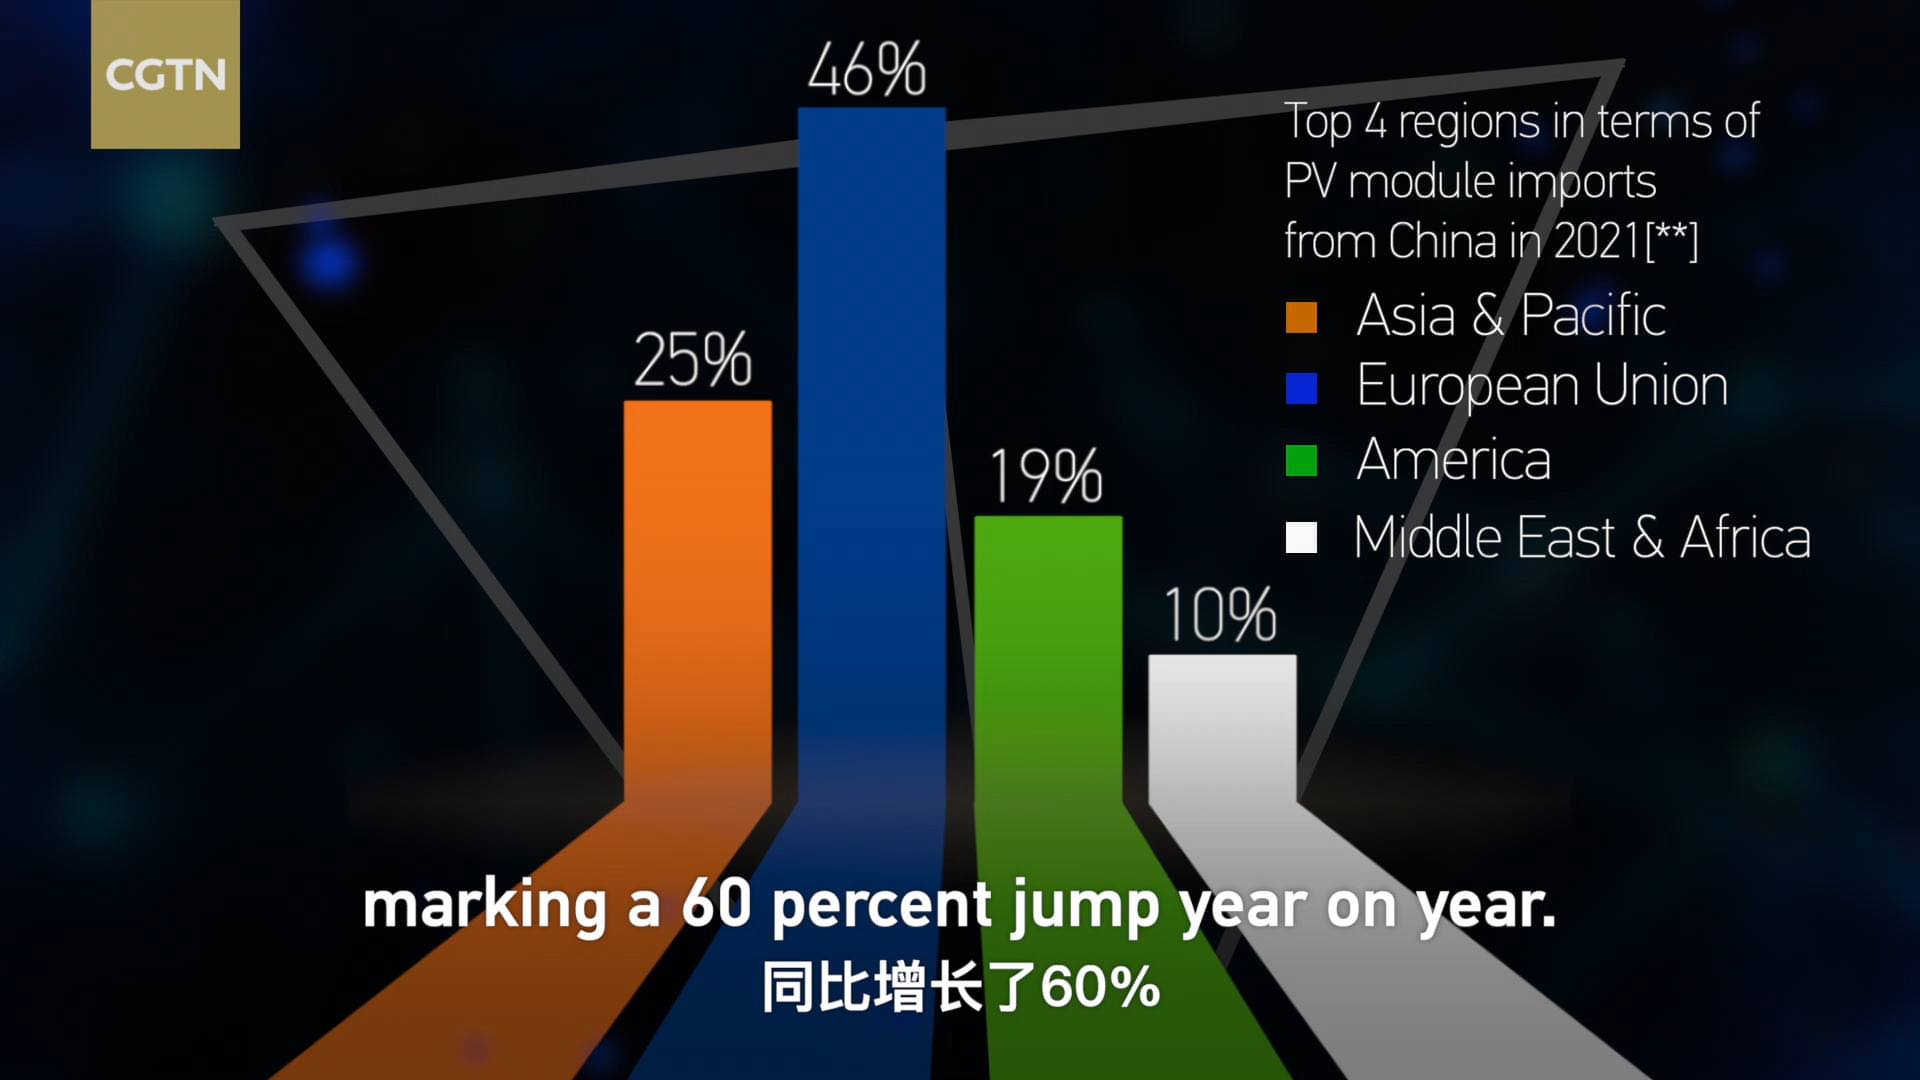 CGTN
46%
25%
19%
10%
Top 4 regions in terms of
PV module imports
from China in 2021[**]
Asia & Pacific
European Union
America
Middle East & Africa
marking a 60 percent jump year on year.
同比增长了60%